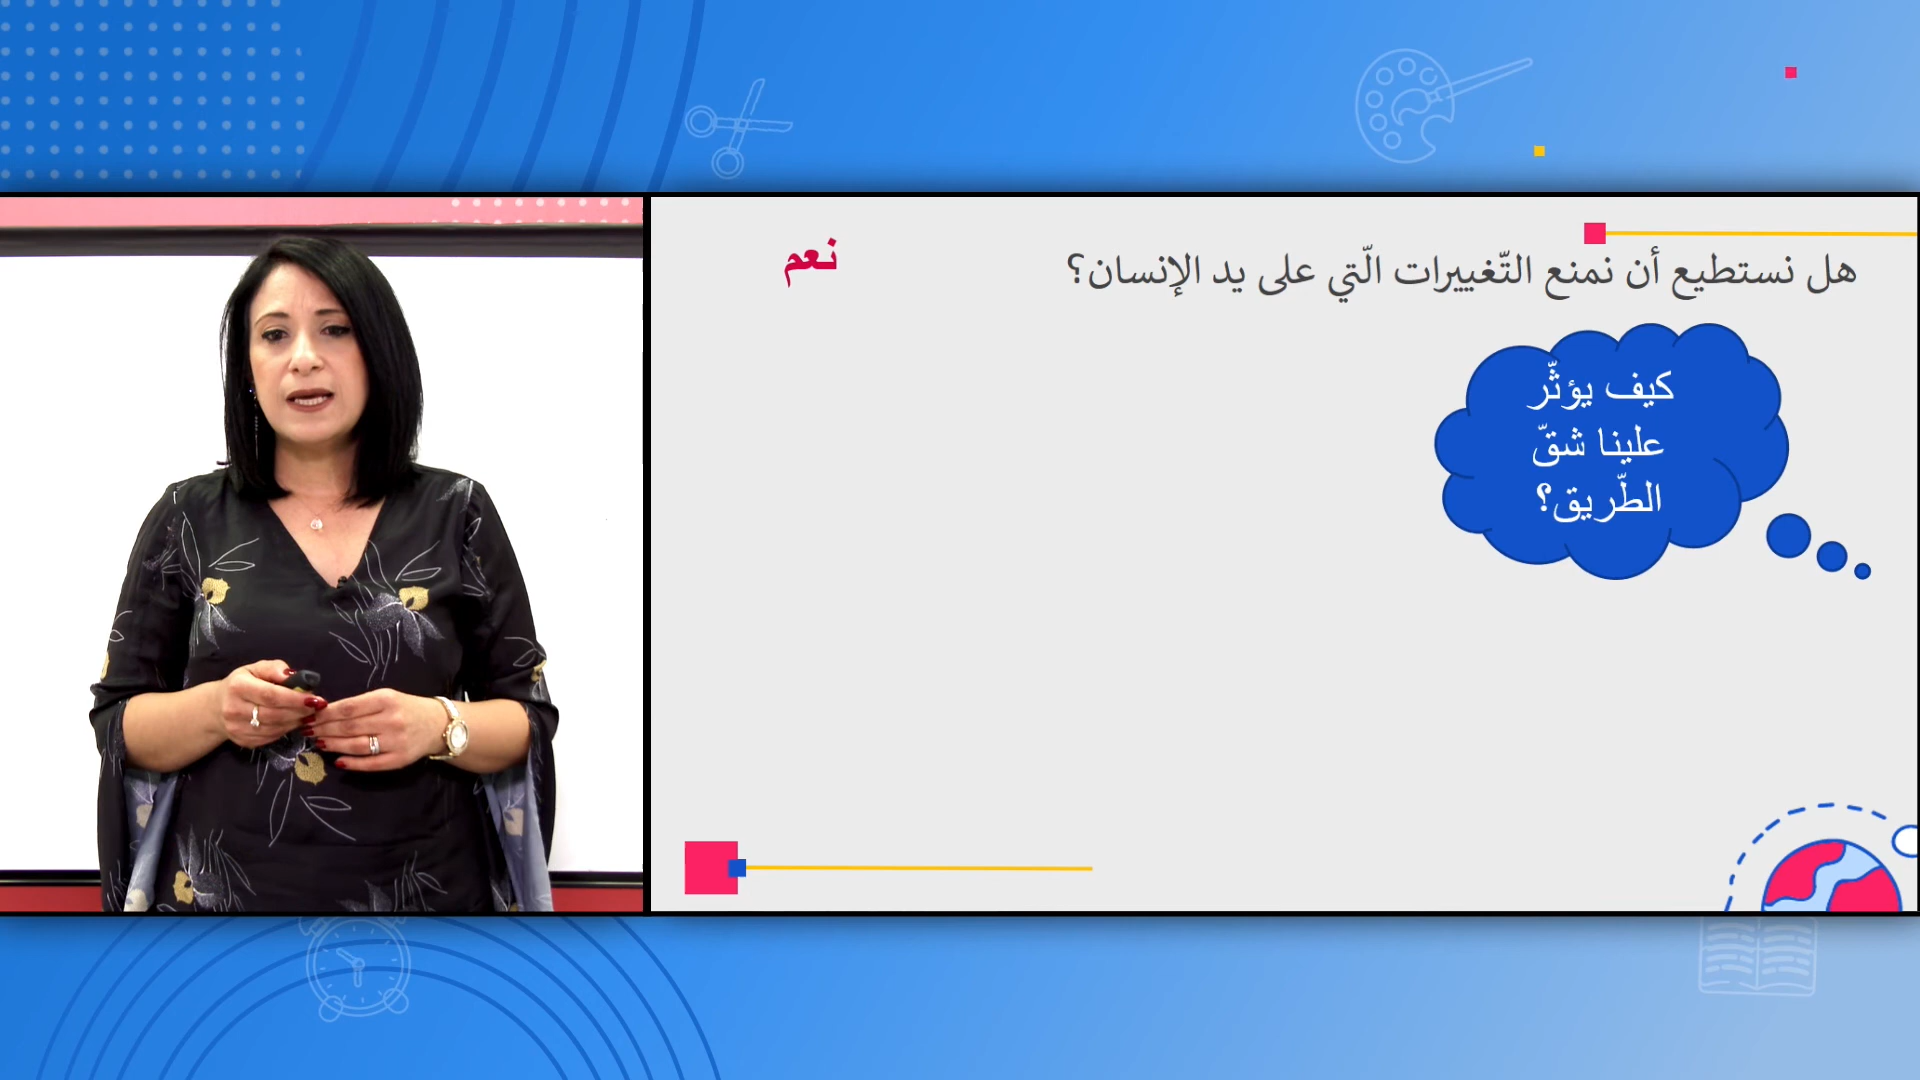 هل نستطيع أن نمنع التّغييرات الّتي على يد الإنسان؟
نعم
كيف يؤثّر
علينا شقّ
الطّريق؟